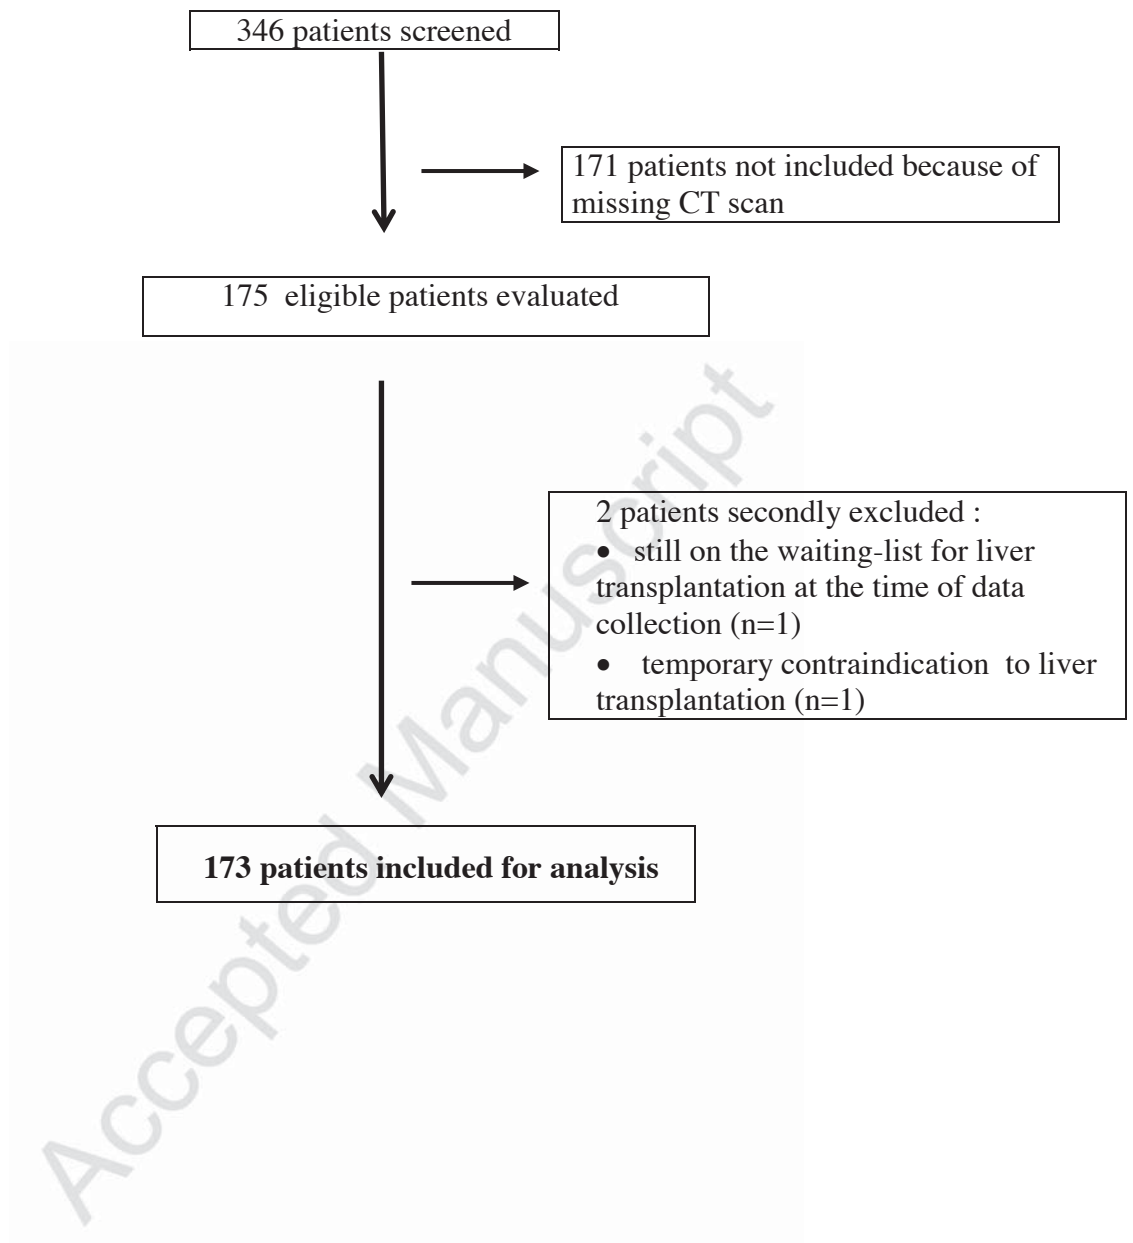 346 patients screened
171 patients not included because of
missing CT scan
175 eligible patients evaluated
2 patients secondly excluded :
• still on the waiting-list for liver
transplantation at the time of data
collection (n=1)
• temporary contraindication to liver
transplantation (n=1)
173 patients included for analysis
Accepted Manuscript